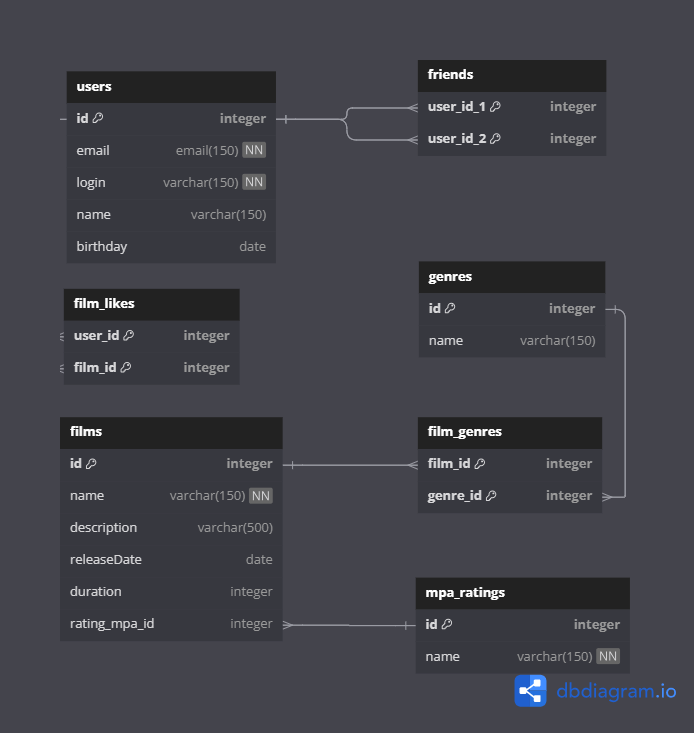 users
id integer
email email(150) NN
login varchar(150) NN
name varchar(150)
birthday date
friends
user_id_1 integer
user_id_2 integer
film_likes
user_id integer
film_id integer
genres
id integer
name varchar(150)
films
id integer
name varchar(150) NN
description varchar(500)
releaseDate date
duration integer
rating_mpa_id integer
film_genres
film_id integer
genre_id integer
mpa_ratings
id integer
name varchar(150) NN
dbdiagram.io